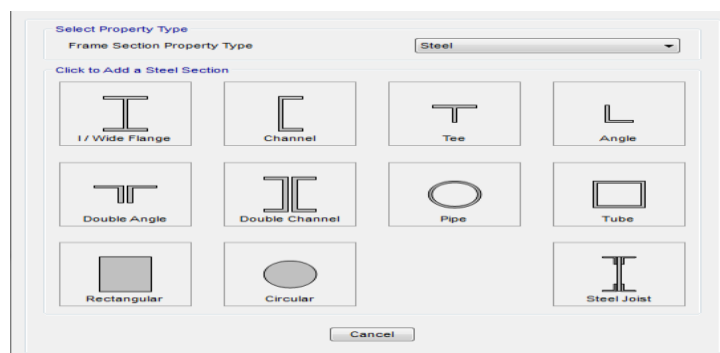 Select Property Type
Frame Section Property Type Steel
Click to Add a Steel Section
I / Wide Flange Channel Tee Angle
Double Angle Double Channel Pipe Tube
Rectangular Circular Steel Joist
Cancel